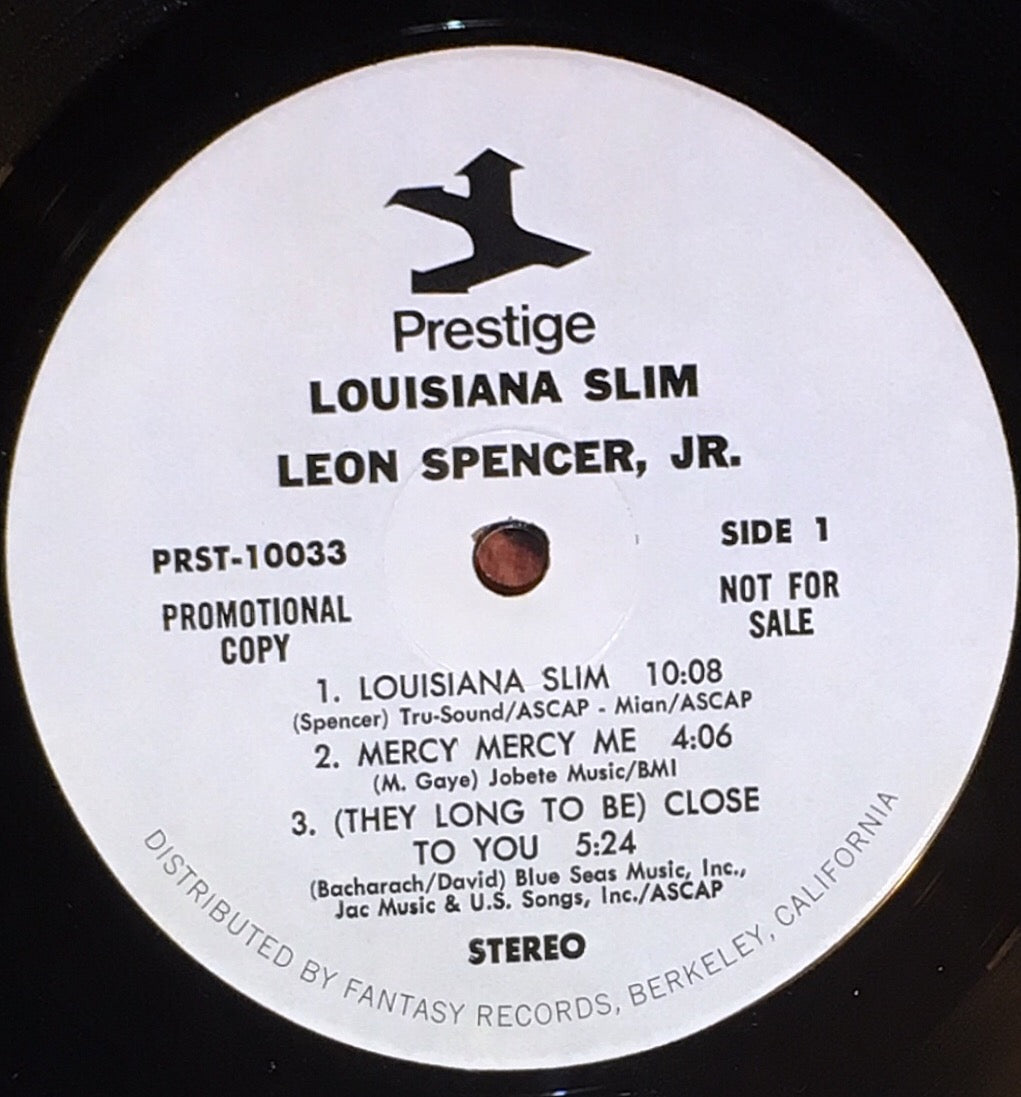 Prestige
LOUISIANA SLIM
LEON SPENCER, JR.
PRST-10033
PROMOTIONAL
COPY
SIDE 1
NOT FOR
SALE
1. LOUISIANA SLIM 10:08
(Spencer) Tru-Sound/ASCAP - Mian/ASCAP
2. MERCY MERCY ME 4:06
(M. Gaye) Jobete Music/BMI
3. (THEY LONG TO BE) CLOSE
TO YOU 5:24
(Bacharach/David) Blue Seas Music, Inc.,
Jac Music & U.S. Songs, Inc./ASCAP
STEREO
DISTRIBUTED BY FANTASY RECORDS, BERKELEY, CALIFORNIA